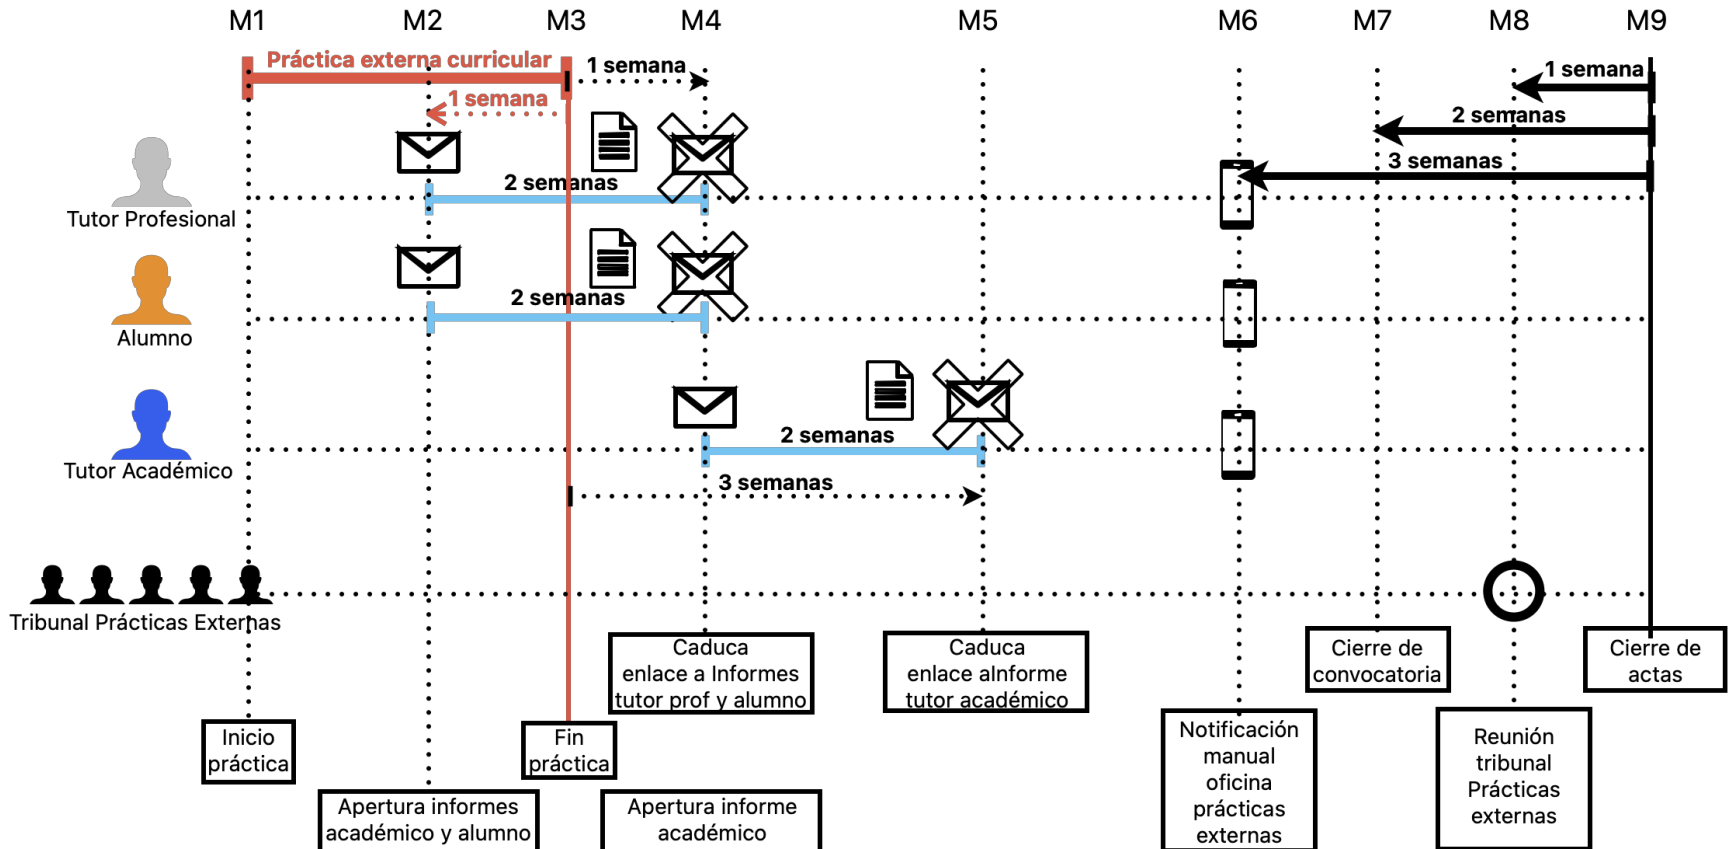 M1
M2
M3
M4
M5
M6
M7
M8
M9
Práctica externa curricular
1 semana
1 semana
1 semana
2 semanas
3 semanas
2 semanas
Tutor Profesional
2 semanas
Alumno
2 semanas
Tutor Académico
3 semanas
Tribunal Prácticas Externas
Caduca
enlace a Informes
tutor prof y alumno
Caduca
enlace aInforme
tutor académico
Cierre de
convocatoria
Cierre de
actas
Inicio
práctica
Fin
práctica
Notificación
manual
oficina
prácticas
externas
Reunión
tribunal
Prácticas
externas
Apertura informes
académico y alumno
Apertura informe
académico